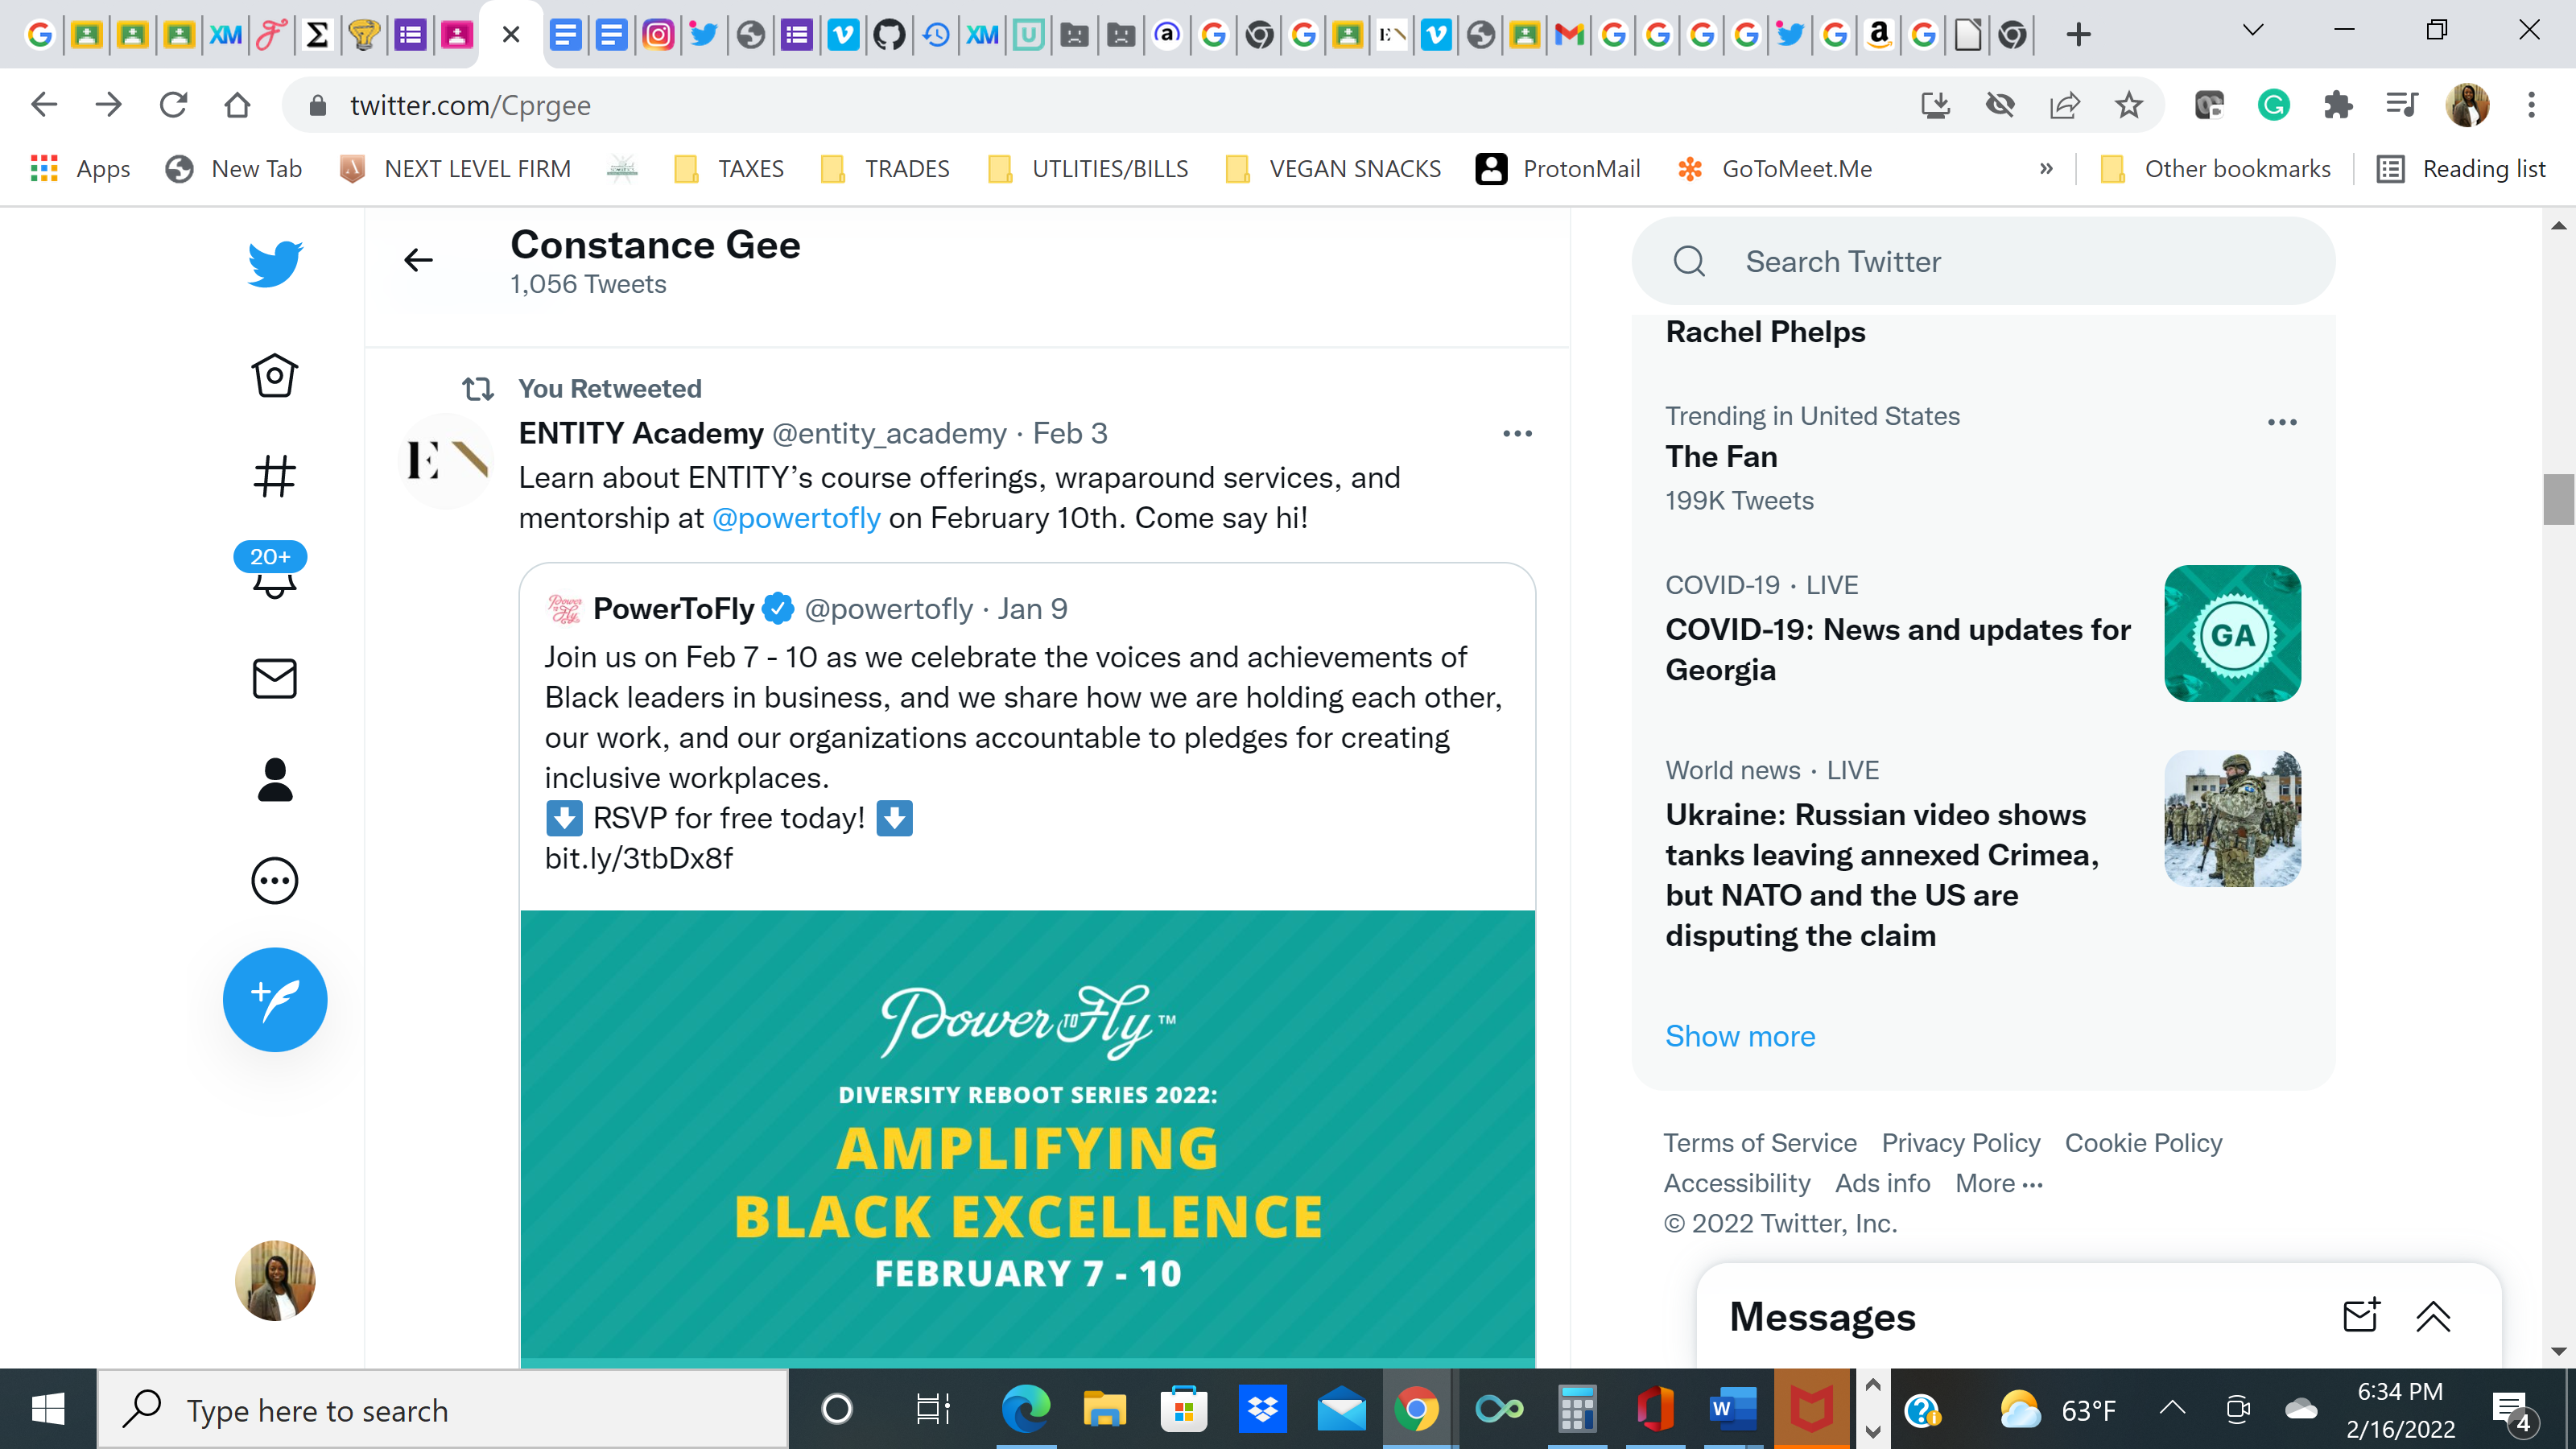 twitter.com/Cprgee
Apps
New Tab
NEXT LEVEL FIRM
TAXES
TRADES
UTLITIES/BILLS
VEGAN SNACKS
ProtonMail
GoToMeet.Me
»
Other bookmarks
Reading list
Constance Gee
1,056 Tweets
20+
You Retweeted
ENTITY Academy @entity_academy · Feb 3
Learn about ENTITY’s course offerings, wraparound services, and
mentorship at @powertofly on February 10th. Come say hi!
PowerToFly @powertofly · Jan 9
Join us on Feb 7 - 10 as we celebrate the voices and achievements of
Black leaders in business, and we share how we are holding each other,
our work, and our organizations accountable to pledges for creating
inclusive workplaces.
⬇️ RSVP for free today! ⬇️
bit.ly/3tbDx8f
Power to Fly™
DIVERSITY REBOOT SERIES 2022:
AMPLIFYING
BLACK EXCELLENCE
FEBRUARY 7 - 10
Search Twitter
Rachel Phelps
Trending in United States
The Fan
199K Tweets
COVID-19 · LIVE
COVID-19: News and updates for
Georgia
GA
World news · LIVE
Ukraine: Russian video shows
tanks leaving annexed Crimea,
but NATO and the US are
disputing the claim
Show more
Terms of Service Privacy Policy Cookie Policy
Accessibility Ads info More ···
© 2022 Twitter, Inc.
Messages
Type here to search
63°F
6:34 PM
2/16/2022
4